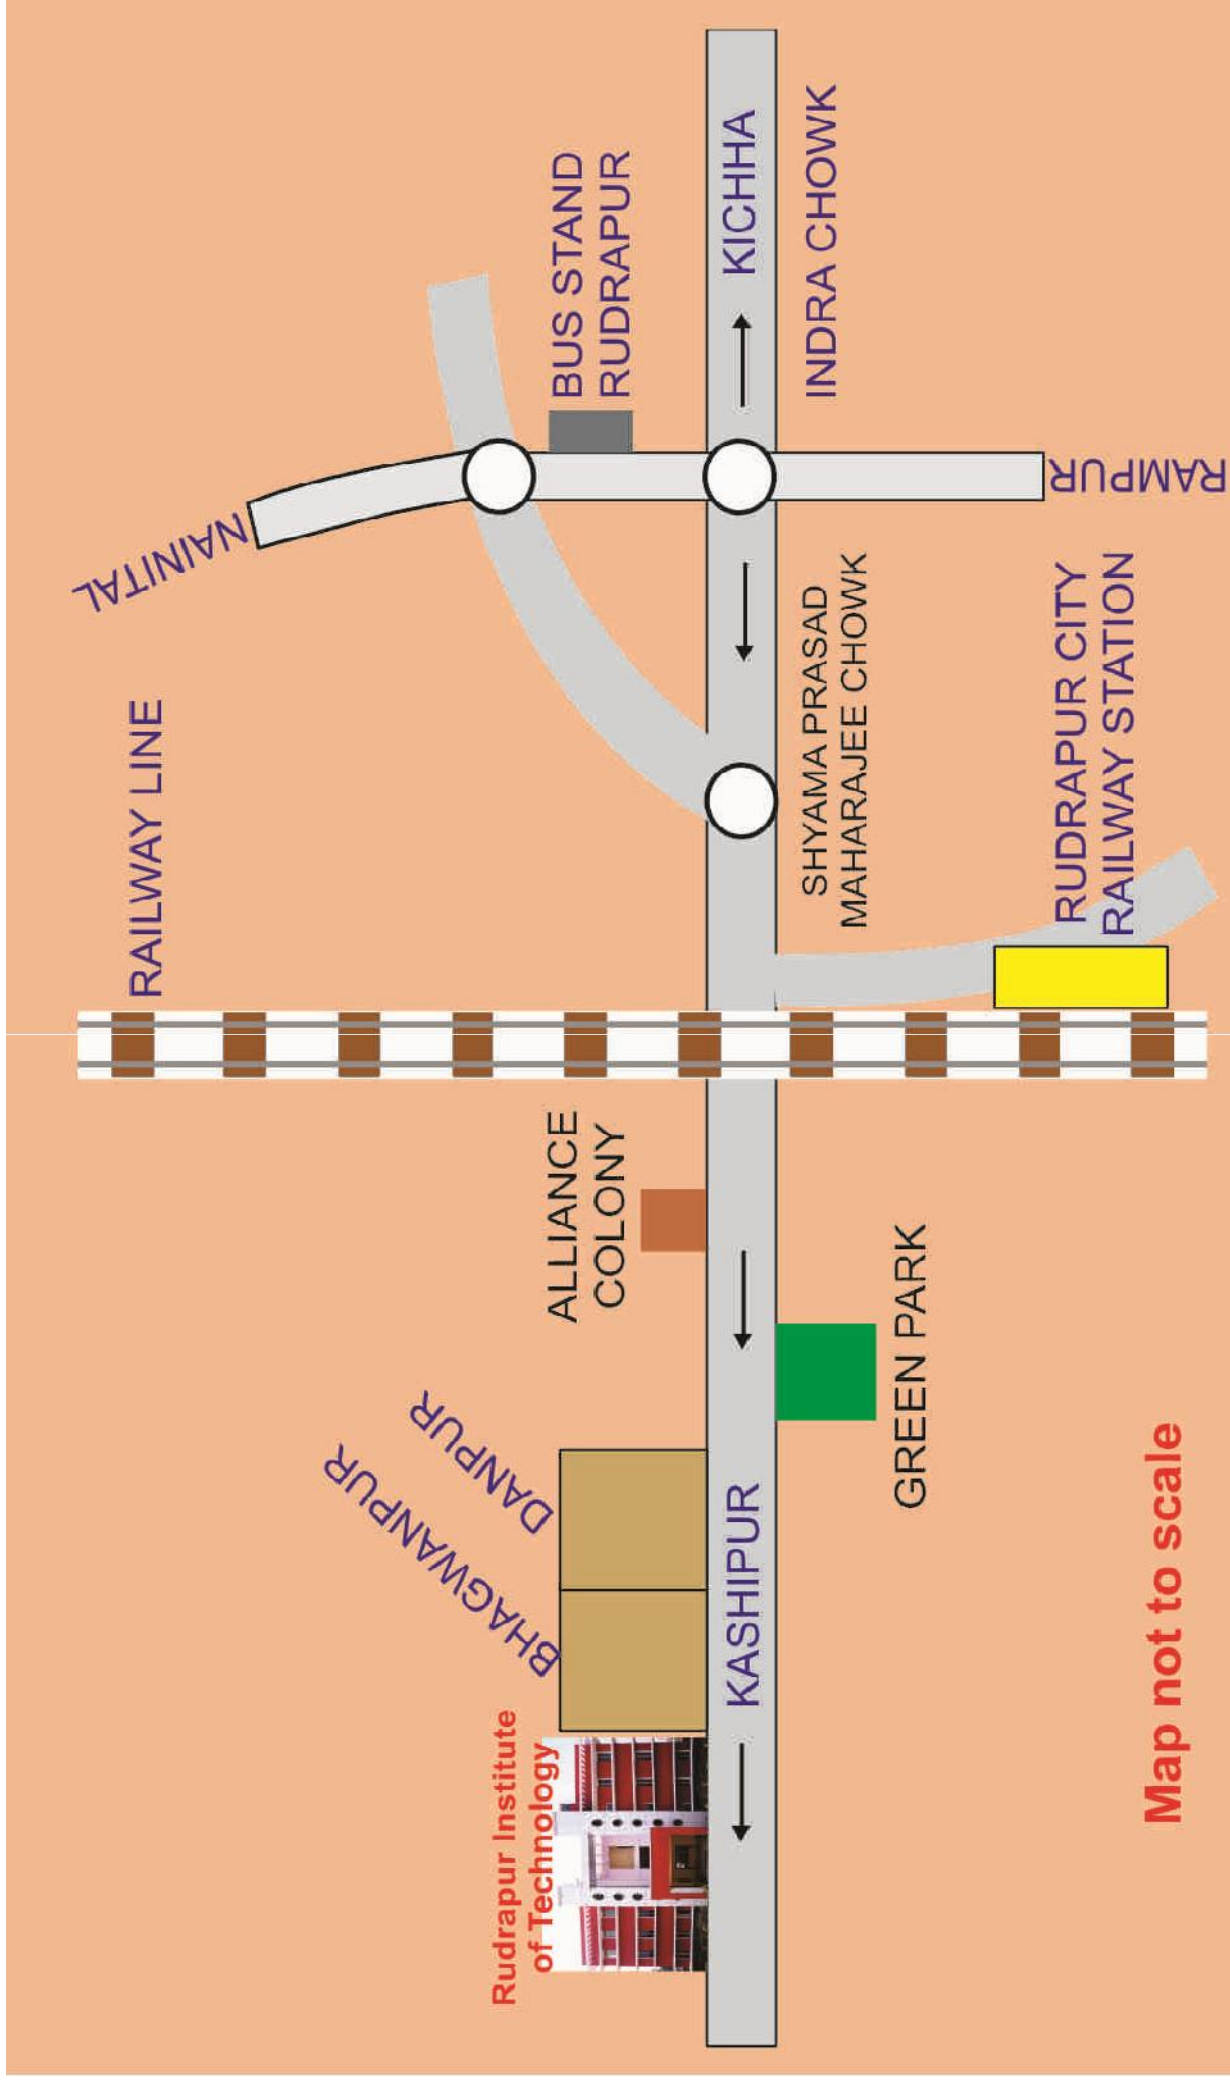 NAINITAL
RAILWAY LINE
BUS STAND
RUDRAPUR
KICHHA
INDRA CHOWK
RAMPUR
SHYAMA PRASAD
MAHARAJEE CHOWK
RUDRAPUR CITY
RAILWAY STATION
ALLIANCE
COLONY
DANPUR
BHAGWANPUR
GREEN PARK
KASHIPUR
Rudrapur Institute
of Technology
Map not to scale